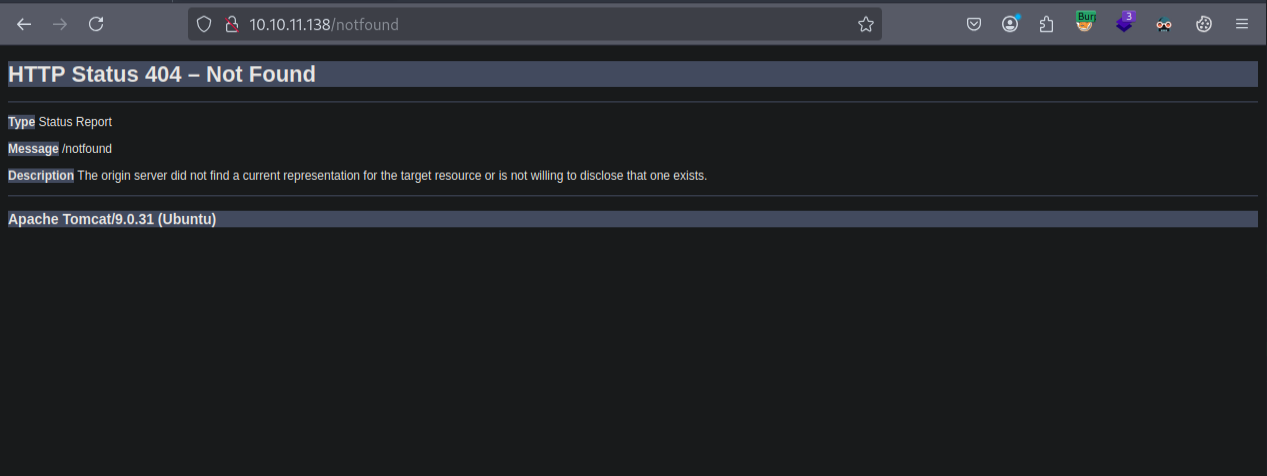 10.10.11.138/notfound
Bur
3
HTTP Status 404 – Not Found
Type Status Report
Message /notfound
Description The origin server did not find a current representation for the target resource or is not willing to disclose that one exists.
Apache Tomcat/9.0.31 (Ubuntu)